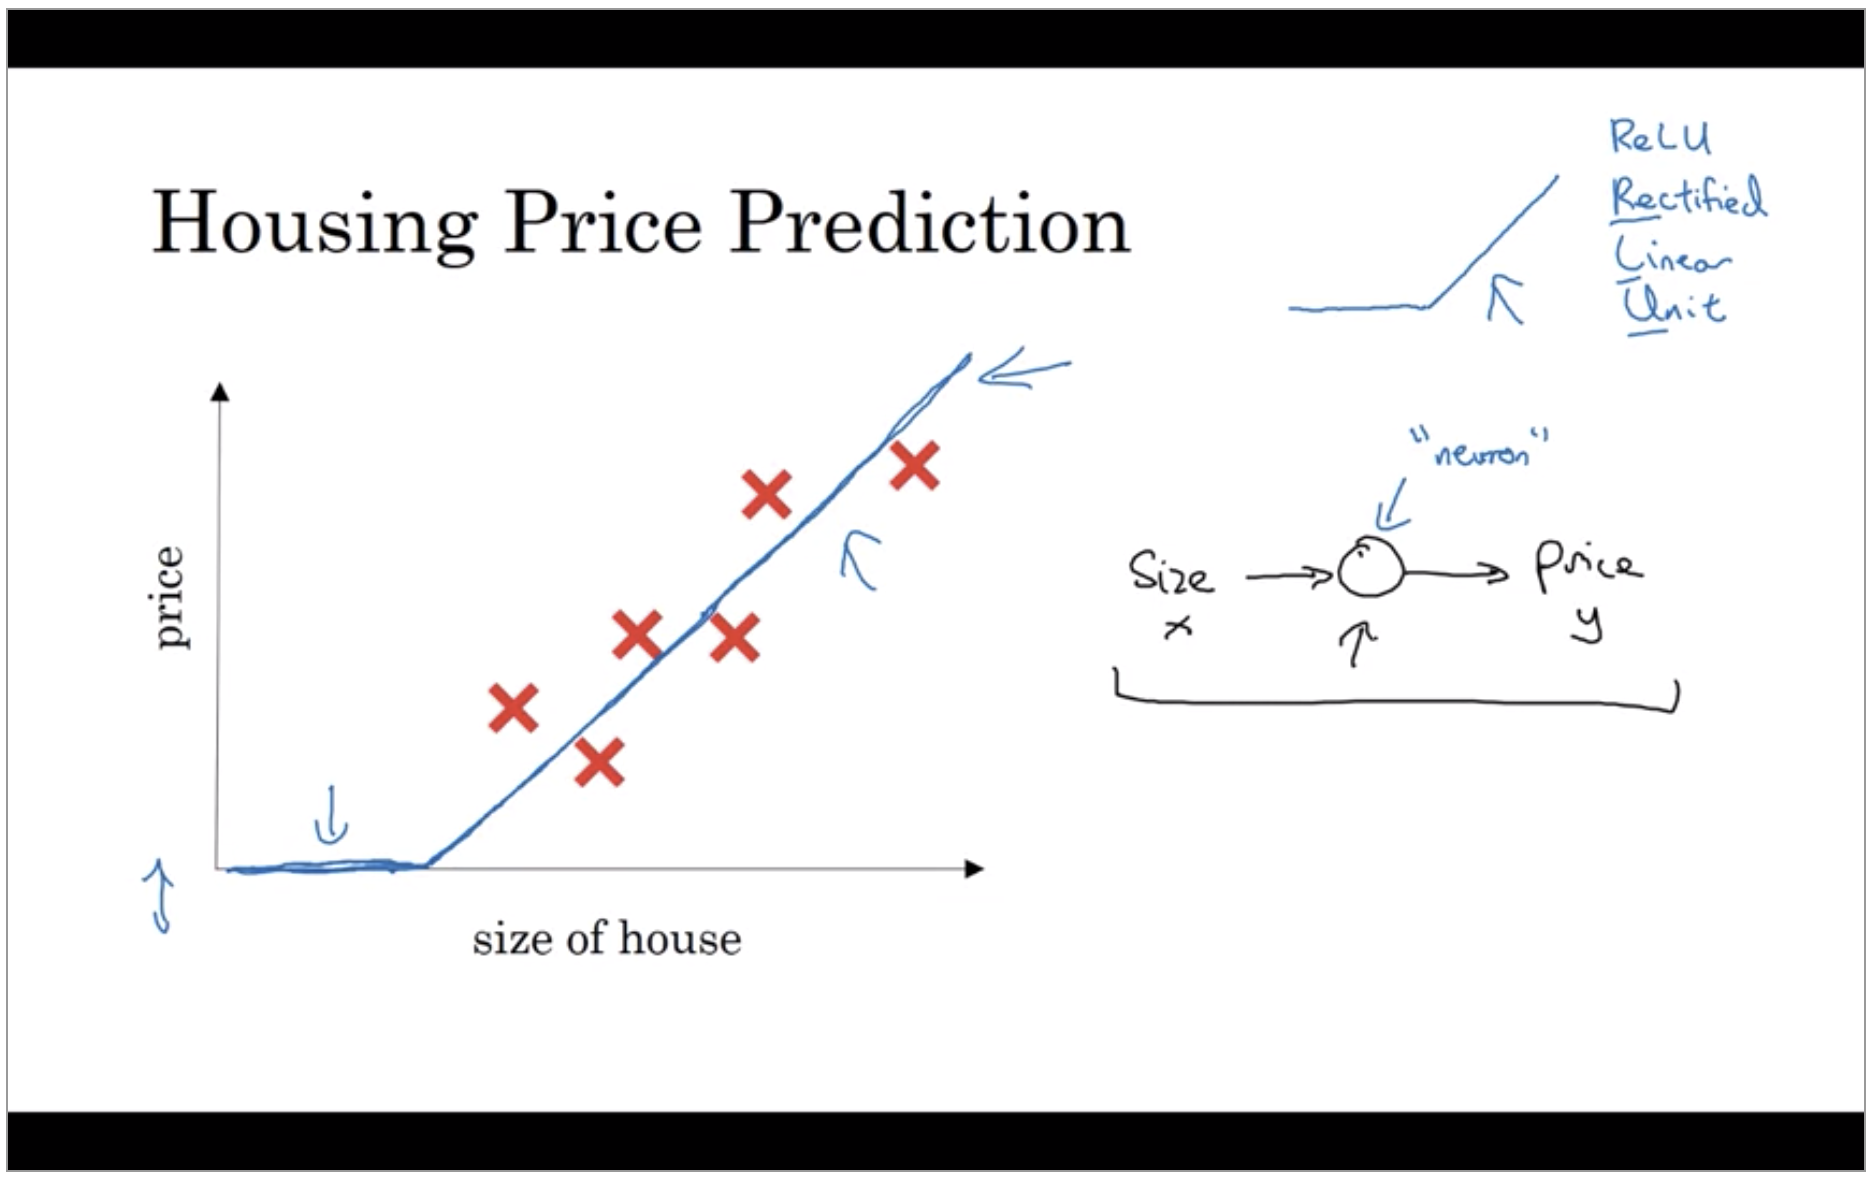 Housing Price Prediction
ReLU
Rectified
Linear
Unit
price
size of house
"neuron"
Size
x
Price
y